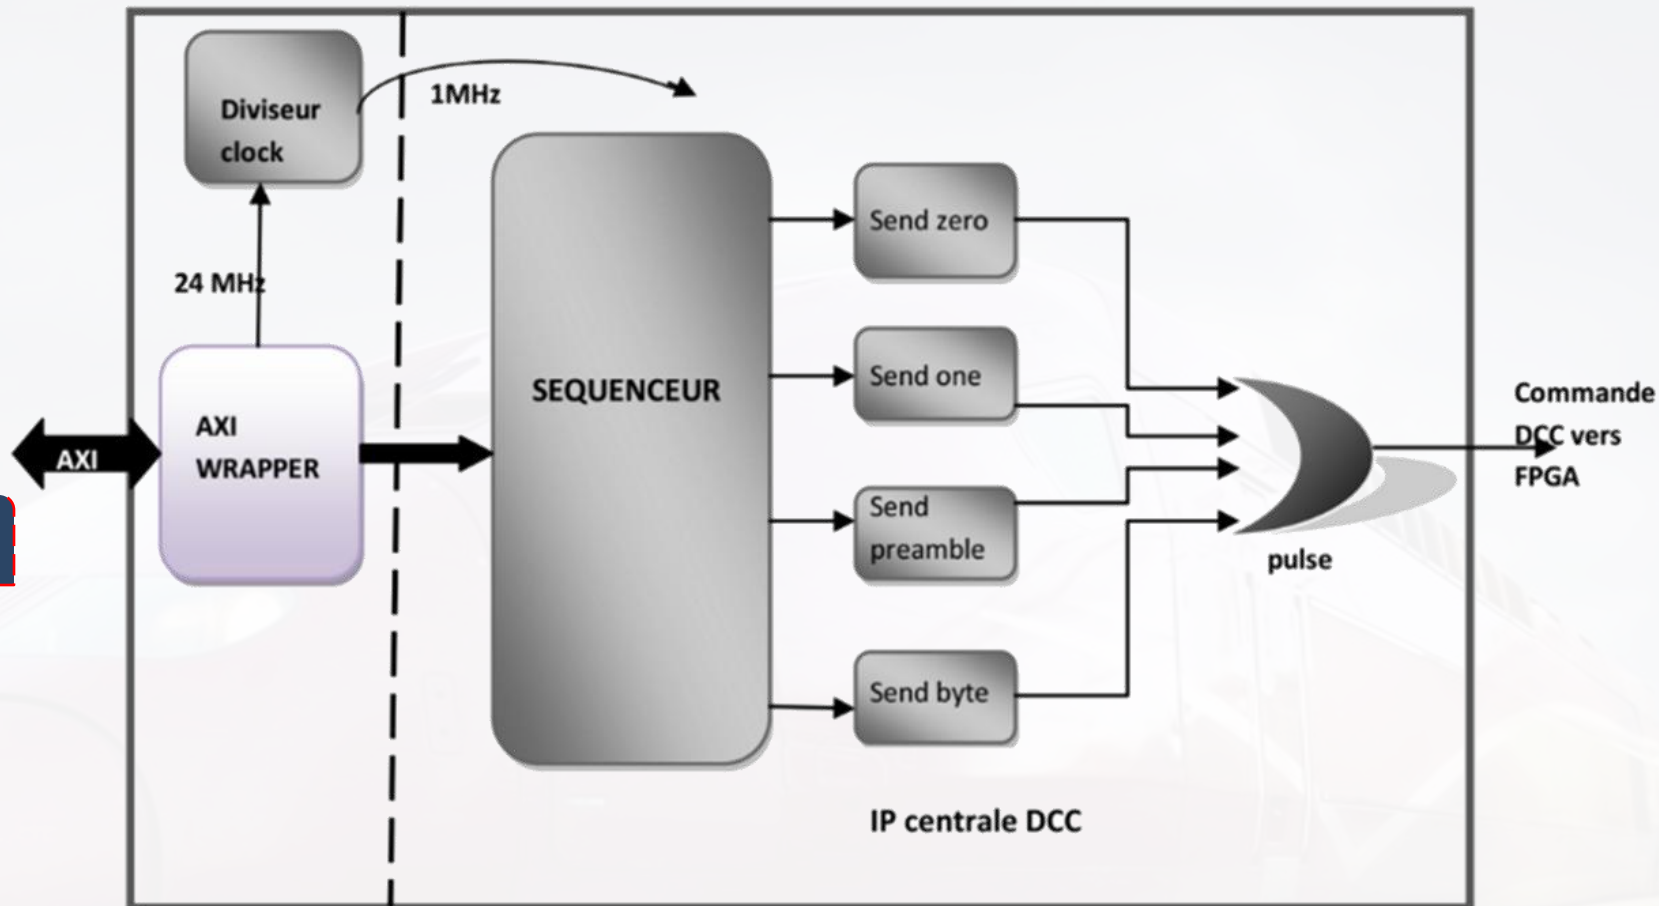 Diviseur
clock
1MHz
24 MHz
AXI
AXI
WRAPPER
SEQUENCEUR
Send zero
Send one
Send
preamble
Send byte
pulse
Commande
DCC vers
FPGA
IP centrale DCC